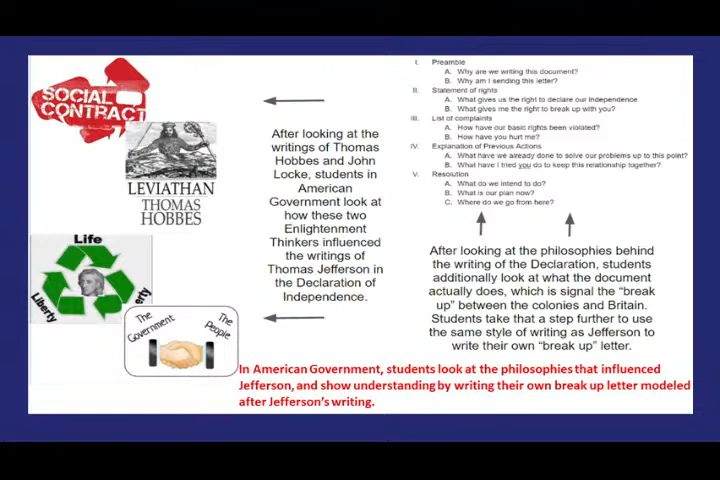 SOCIAL
CONTRACT
LEVIATHAN
THOMAS
HOBBES
Life
Liberty
erty
The
Government
The
People
After looking at the
writings of Thomas
Hobbes and John
Locke, students in
American
Government look at
how these two
Enlightenment
Thinkers influenced
the writings of
Thomas Jefferson in
the Declaration of
Independence.
I. Preamble
A. Why are we writing this document?
B. Why am I sending this letter?
II. Statement of rights
A. What gives us the right to declare our independence
B. What gives me the right to break up with you?
III. List of complaints
A. How have our basic rights been violated?
B. How have you hurt me?
IV. Explanation of Previous Actions
A. What have we already done to solve our problems up to this point?
B. What have I tried you do to keep this relationship together?
V. Resolution
A. What do we intend to do?
B. What is our plan now?
C. Where do we go from here?
After looking at the philosophies behind
the writing of the Declaration, students
additionally look at what the document
actually does, which is signal the “break
up” between the colonies and Britain.
Students take that a step further to use
the same style of writing as Jefferson to
write their own “break up” letter.
In American Government, students look at the philosophies that influenced
Jefferson, and show understanding by writing their own break up letter modeled
after Jefferson’s writing.